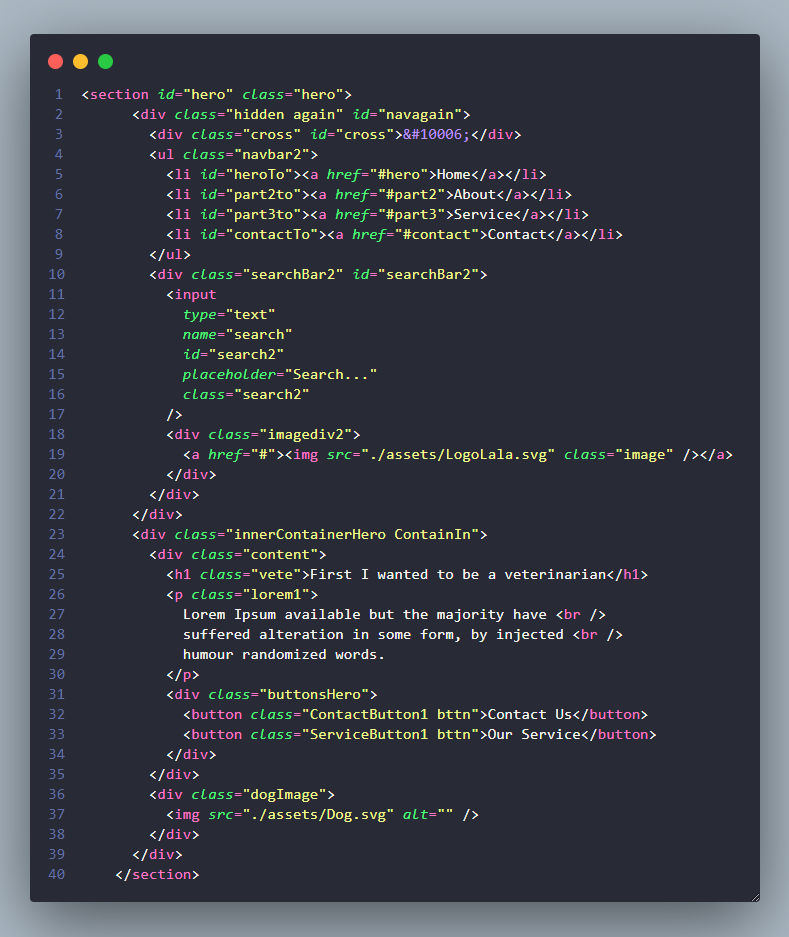 1 <section id="hero" class="hero">
2 <div class="hidden again" id="navagain">
3 <div class="cross" id="cross">&#10006;</div>
4 <ul class="navbar2">
5 <li id="heroTo"><a href="#hero">Home</a></li>
6 <li id="part2to"><a href="#part2">About</a></li>
7 <li id="part3to"><a href="#part3">Service</a></li>
8 <li id="contactTo"><a href="#contact">Contact</a></li>
9 </ul>
10 <div class="searchBar2" id="searchBar2">
11 <input
12 type="text"
13 name="search"
14 id="search2"
15 placeholder="Search..."
16 class="search2"
17 />
18 <div class="imagediv2">
19 <a href="#"><img src="./assets/LogoLala.svg" class="image" /></a>
20 </div>
21 </div>
22 </div>
23 <div class="innerContainerHero ContainIn">
24 <div class="content">
25 <h1 class="vete">First I wanted to be a veterinarian</h1>
26 <p class="lorem1">
27 Lorem Ipsum available but the majority have <br />
28 suffered alteration in some form, by injected <br />
29 humour randomized words.
30 </p>
31 <div class="buttonsHero">
32 <button class="ContactButton1 bttn">Contact Us</button>
33 <button class="ServiceButton1 bttn">Our Service</button>
34 </div>
35 </div>
36 <div class="dogImage">
37 <img src="./assets/Dog.svg" alt="" />
38 </div>
39 </div>
40 </section>